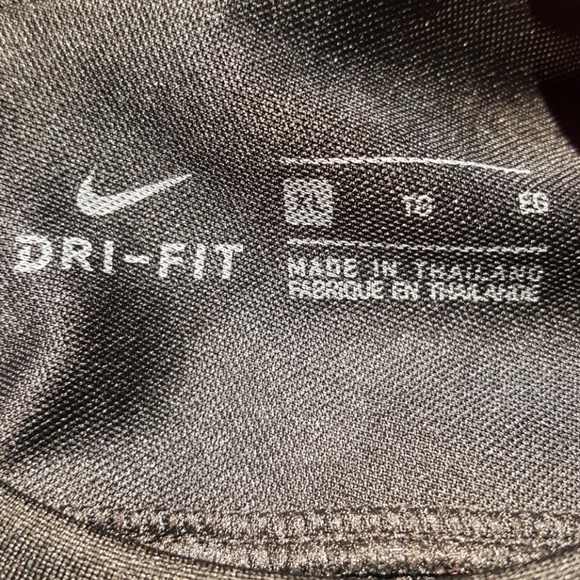 DRI-FIT
XL TG EG
MADE IN THAILAND
FABRIQUE EN THAILANDE